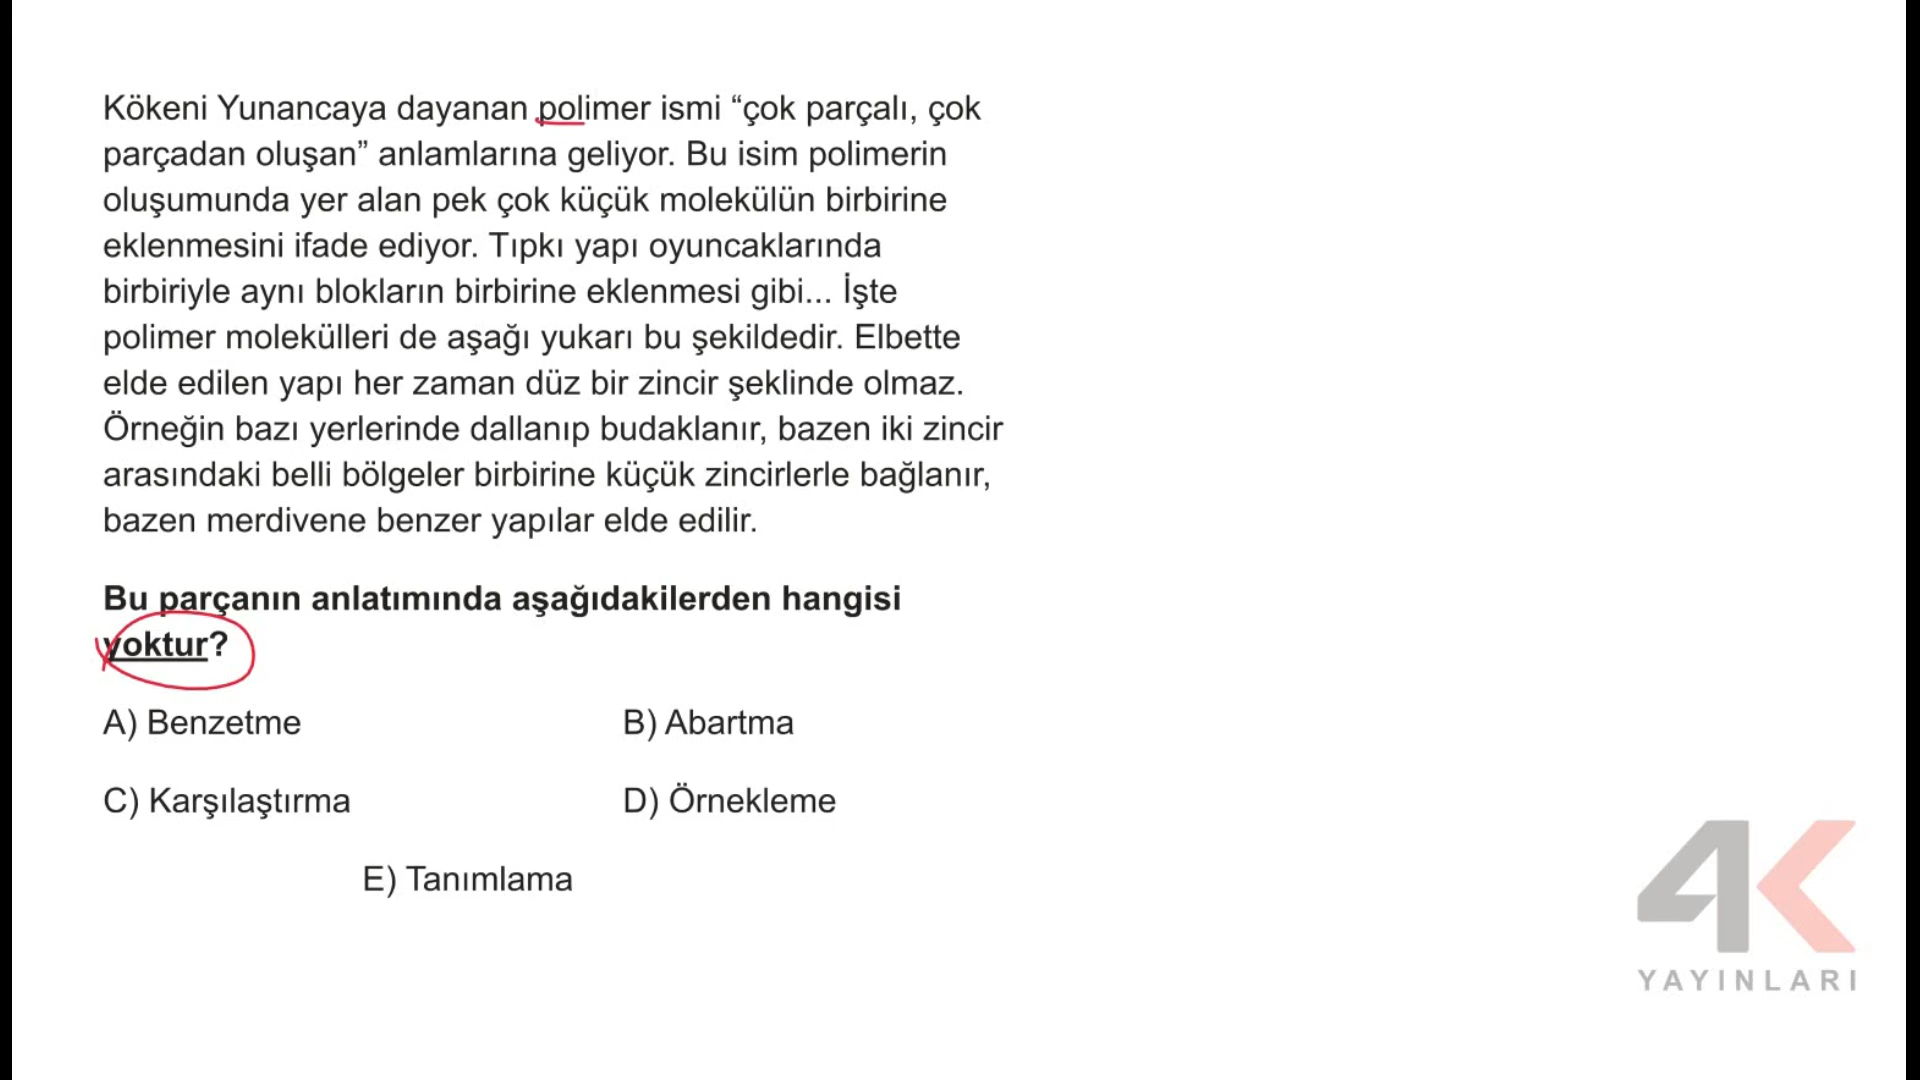 Kökeni Yunancaya dayanan polimer ismi “çok parçalı, çok
parçadan oluşan” anlamlarına geliyor. Bu isim polimerin
oluşumunda yer alan pek çok küçük molekülün birbirine
eklenmesini ifade ediyor. Tıpkı yapı oyuncaklarında
birbiriyle aynı blokların birbirine eklenmesi gibi... İşte
polimer molekülleri de aşağı yukarı bu şekildedir. Elbette
elde edilen yapı her zaman düz bir zincir şeklinde olmaz.
Örneğin bazı yerlerinde dallanıp budaklanır, bazen iki zincir
arasındaki belli bölgeler birbirine küçük zincirlerle bağlanır,
bazen merdivene benzer yapılar elde edilir.
Bu parçanın anlatımında aşağıdakilerden hangisi
yoktur?
A) Benzetme
B) Abartma
C) Karşılaştırma
D) Örnekleme
E) Tanımlama
4K
YAYINLARI